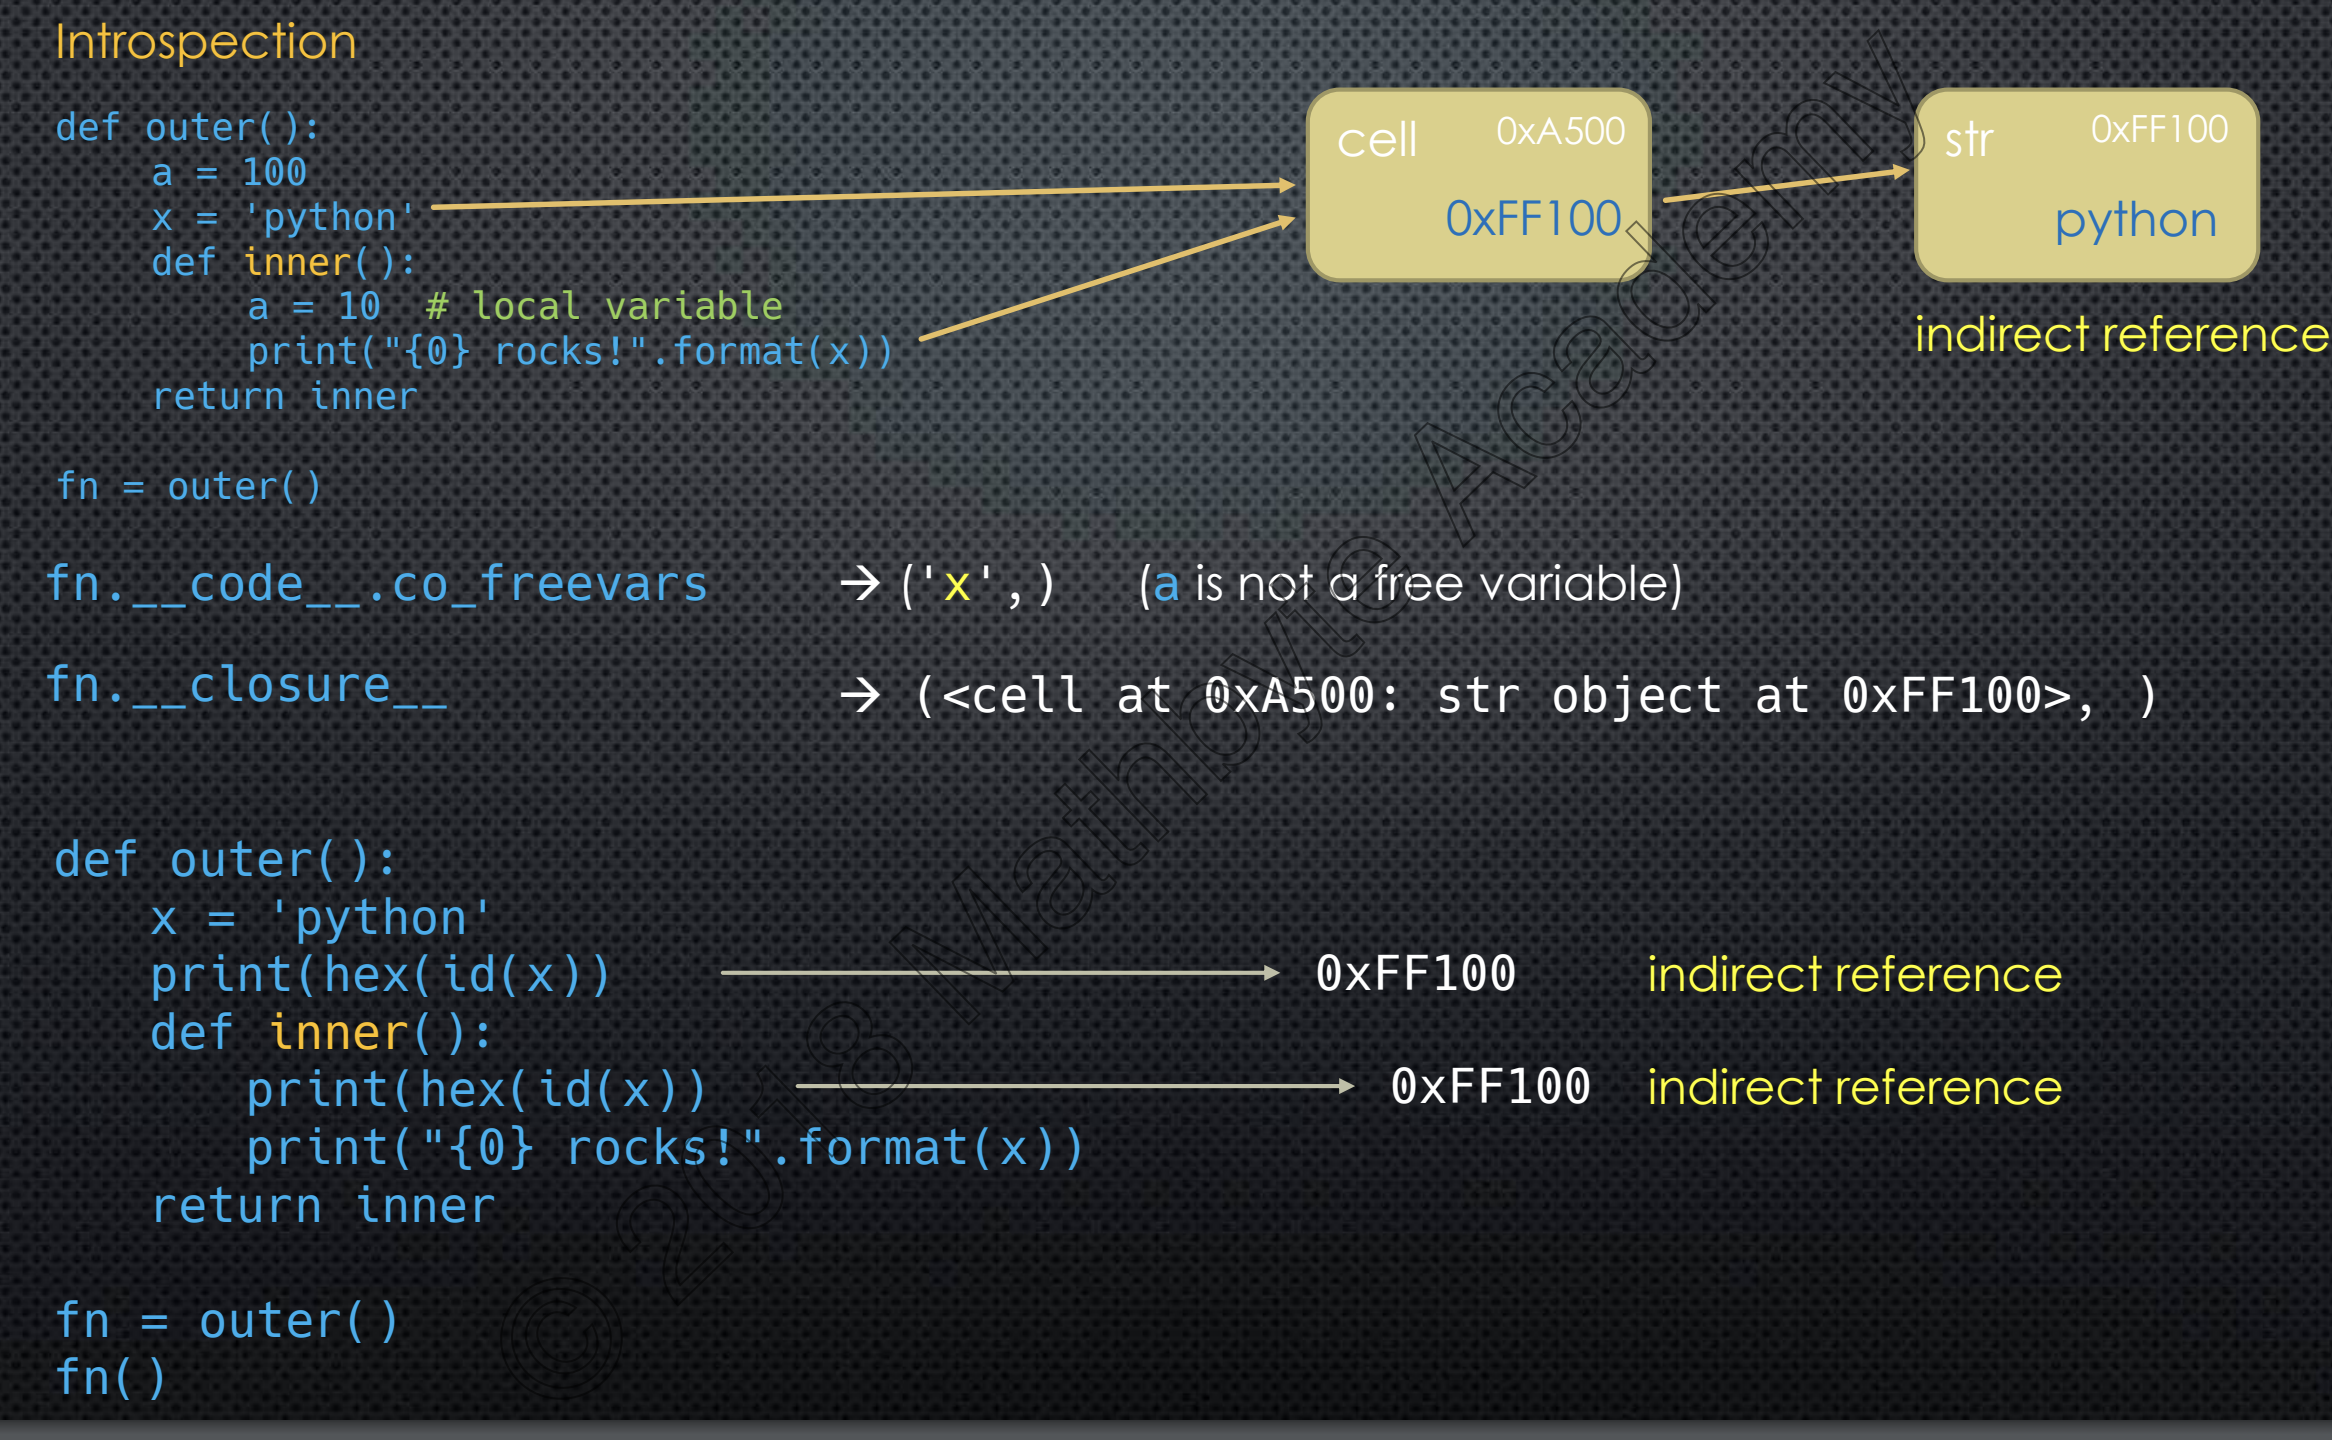 Introspection
def outer():
    a = 100
    x = 'python'
    def inner():
        a = 10  # local variable
        print("{0} rocks!".format(x))
    return inner
fn = outer()
cell 0xA500
0xFF100
str 0xFF100
python
indirect reference
fn.__code__.co_freevars → ('x',) (a is not a free variable)
fn.__closure__ → (<cell at 0xA500: str object at 0xFF100>, )
def outer():
    x = 'python'
    print(hex(id(x)) 0xFF100 indirect reference
    def inner():
        print(hex(id(x)) 0xFF100 indirect reference
        print("{0} rocks!".format(x))
    return inner
fn = outer()
fn()
Mathbyte Academy